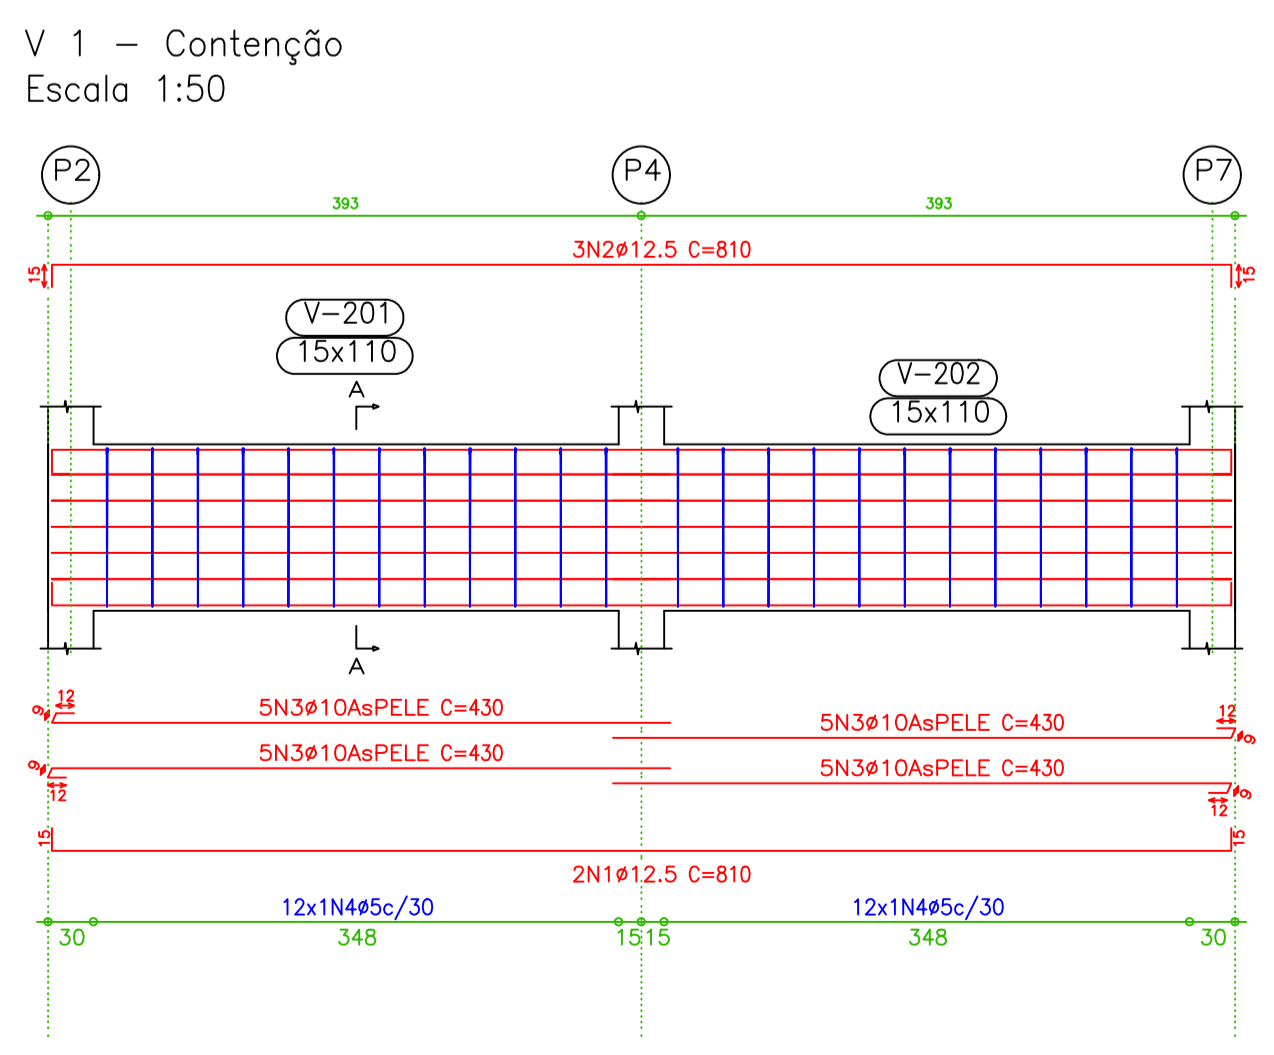 V 1 - Contenção
Escala 1:50
P2 P4 P7
393 393
3N2ø12.5 C=810
15 15
V-201
15x110
V-202
15x110
A
A
12
9 5N3ø10AsPELE C=430
12
5N3ø10AsPELE C=430 9
9 5N3ø10AsPELE C=430
12
5N3ø10AsPELE C=430 9
12
15 15
2N1ø12.5 C=810
12x1N4ø5c/30 12x1N4ø5c/30
30 348 15 15 348 30